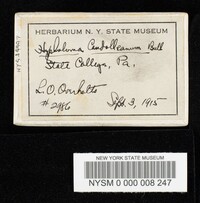 HERBARIUM N. Y. STATE MUSEUM
Hypholoma Candolleanum Bull
State College, Pa.
L. O. Overholts
# 2986
Sept. 3, 1915
NEW YORK STATE MUSEUM
NYSM 0 000 008 247